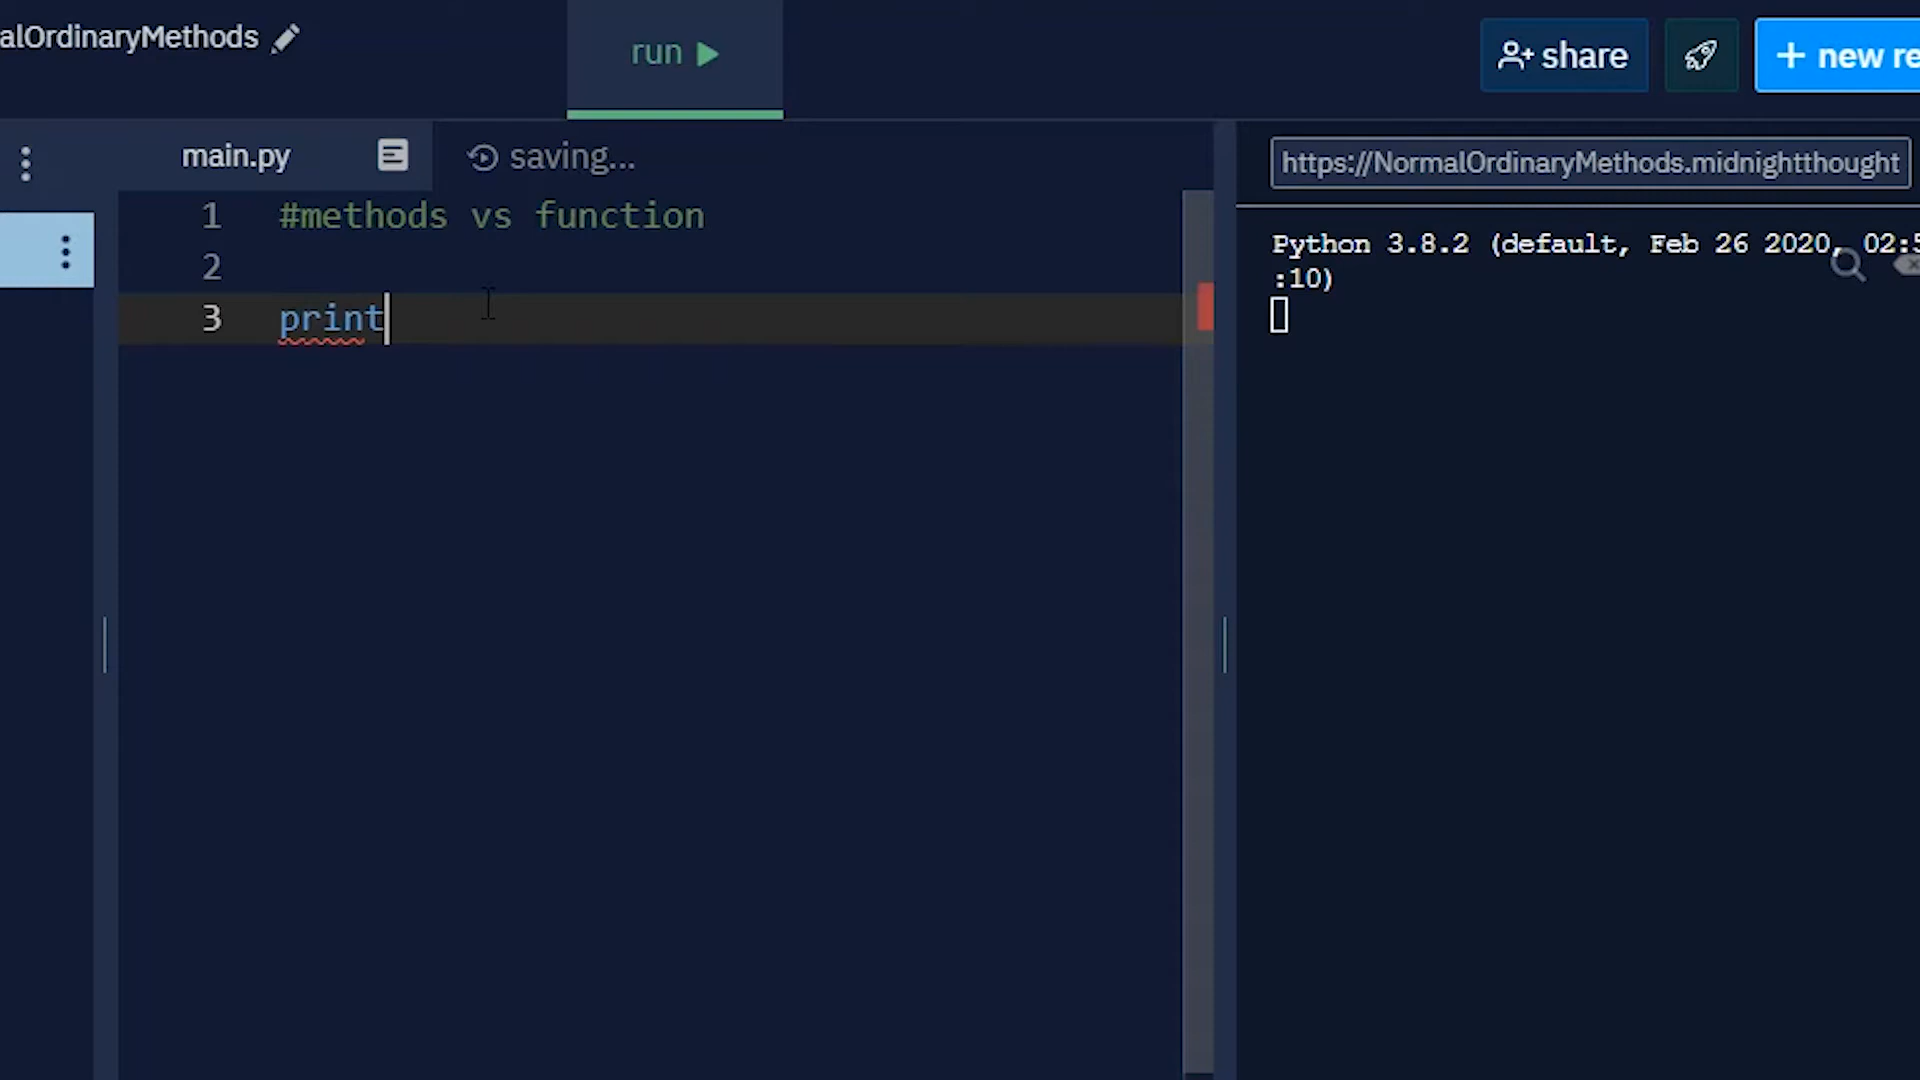 alOrdinaryMethods
run
share
+ new re
main.py
saving...
https://NormalOrdinaryMethods.midnightthought
1 #methods vs function
2
3 print
Python 3.8.2 (default, Feb 26 2020, 02:5
:10)